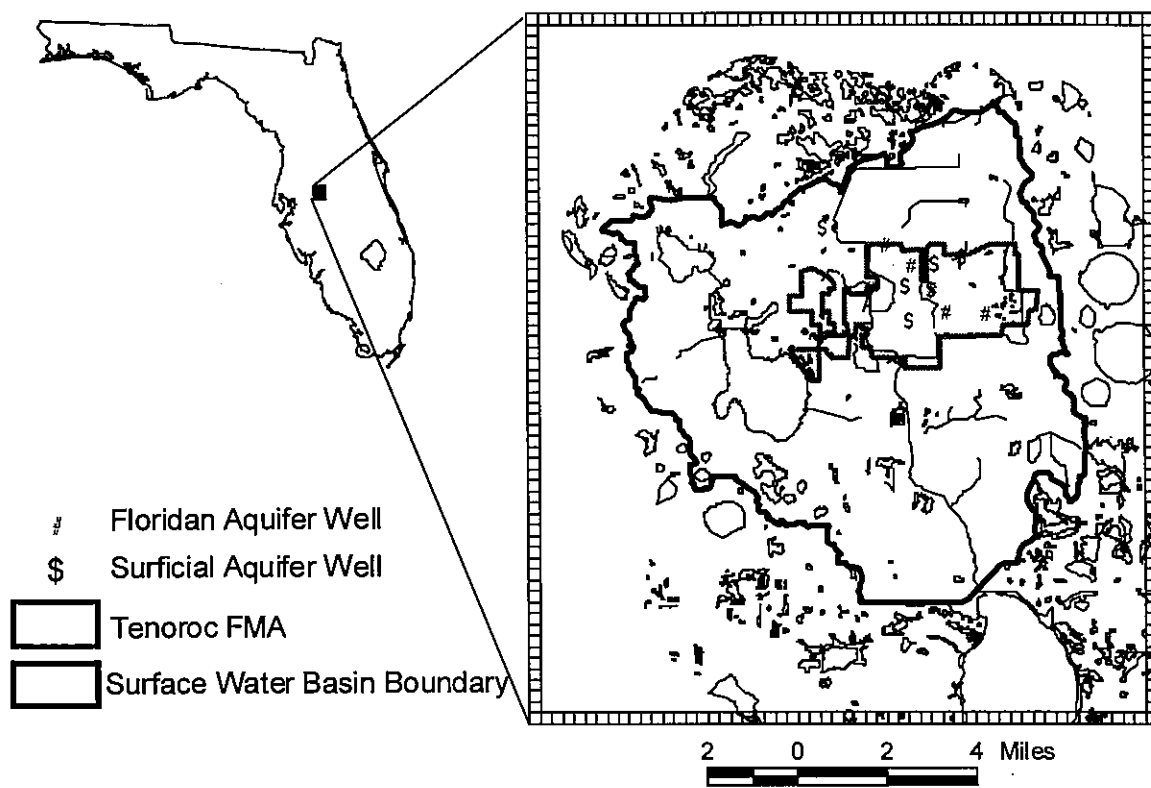 $
#
#
$
$
$
#
#
$
# Floridan Aquifer Well
$ Surficial Aquifer Well
Tenoroc FMA
Surface Water Basin Boundary
2 0 2 4 Miles